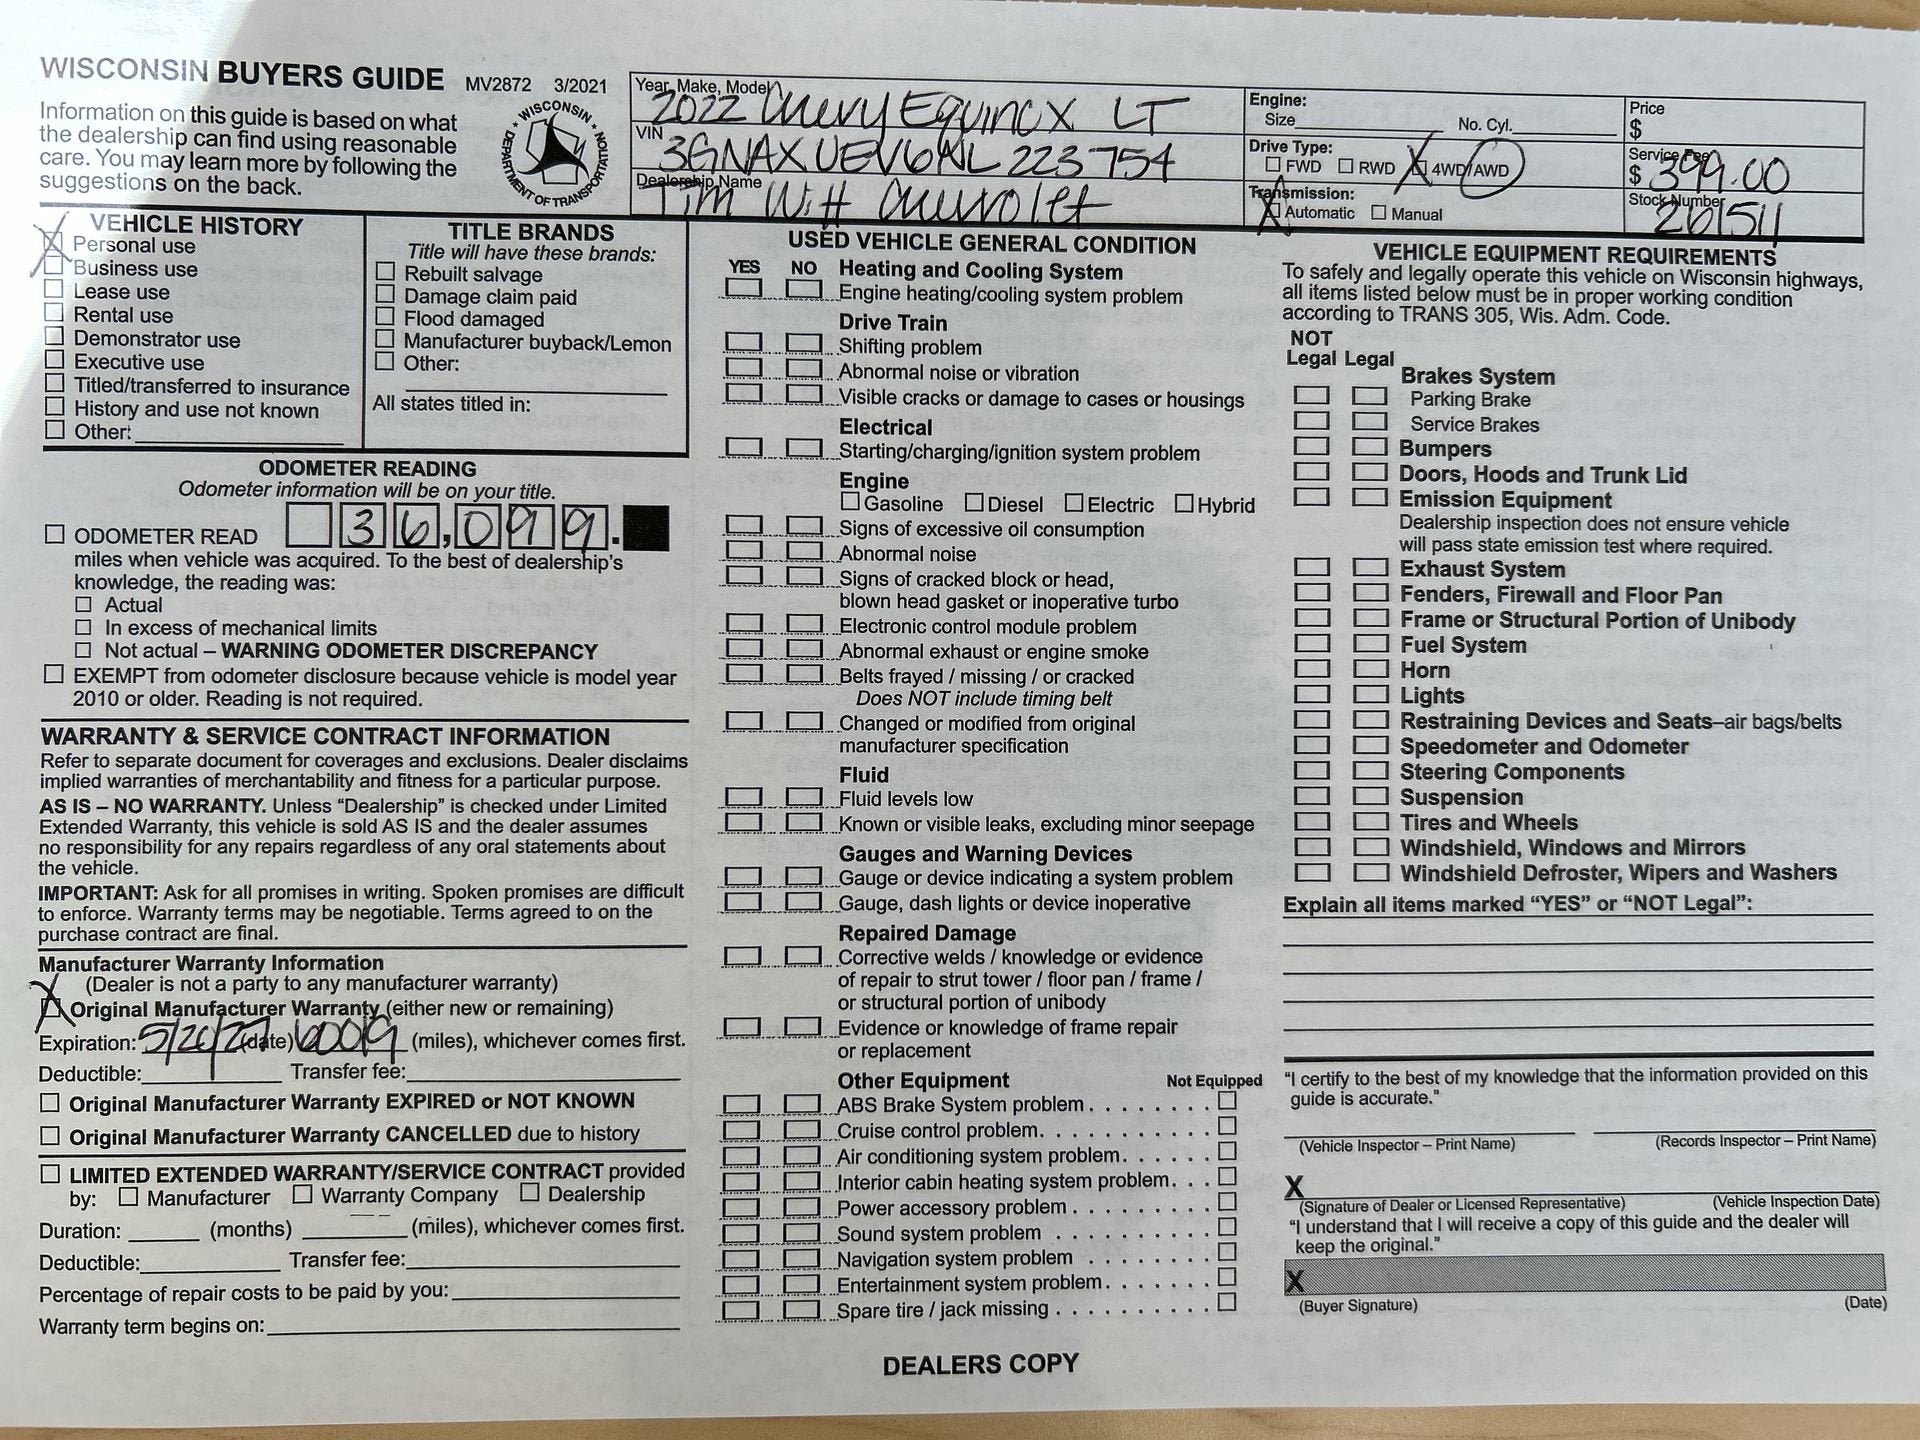 WISCONSIN BUYERS GUIDE MV2872 3/2021
Information on this guide is based on what
the dealership can find using reasonable
care. You may learn more by following the
suggestions on the back.
WISCONSIN DEPARTMENT OF TRANSPORTATION
Year, Make, Model
2022 Chevy Equinox LT
VIN
3GNAXUEV6NL223754
Dealership Name
Tim Witt Chevrolet
Engine:
Size No. Cyl.
Drive Type:
FWD RWD X 4WD/AWD
Transmission:
X Automatic Manual
Price
$
Service Fee
$ 399.00
Stock Number
261511
VEHICLE HISTORY
X Personal use
Business use
Lease use
Rental use
Demonstrator use
Executive use
Titled/transferred to insurance
History and use not known
Other:
TITLE BRANDS
Title will have these brands:
Rebuilt salvage
Damage claim paid
Flood damaged
Manufacturer buyback/Lemon
Other:
All states titled in:
ODOMETER READING
Odometer information will be on your title.
ODOMETER READ 36,099.
miles when vehicle was acquired. To the best of dealership's
knowledge, the reading was:
Actual
In excess of mechanical limits
Not actual – WARNING ODOMETER DISCREPANCY
EXEMPT from odometer disclosure because vehicle is model year
2010 or older. Reading is not required.
WARRANTY & SERVICE CONTRACT INFORMATION
Refer to separate document for coverages and exclusions. Dealer disclaims
implied warranties of merchantability and fitness for a particular purpose.
AS IS – NO WARRANTY. Unless "Dealership" is checked under Limited
Extended Warranty, this vehicle is sold AS IS and the dealer assumes
no responsibility for any repairs regardless of any oral statements about
the vehicle.
IMPORTANT: Ask for all promises in writing. Spoken promises are difficult
to enforce. Warranty terms may be negotiable. Terms agreed to on the
purchase contract are final.
Manufacturer Warranty Information
(Dealer is not a party to any manufacturer warranty)
X Original Manufacturer Warranty (either new or remaining)
Expiration: 5/26/27 (date) 60019 (miles), whichever comes first.
Deductible: Transfer fee:
Original Manufacturer Warranty EXPIRED or NOT KNOWN
Original Manufacturer Warranty CANCELLED due to history
LIMITED EXTENDED WARRANTY/SERVICE CONTRACT provided
by: Manufacturer Warranty Company Dealership
Duration: (months) (miles), whichever comes first.
Deductible: Transfer fee:
Percentage of repair costs to be paid by you:
Warranty term begins on:
USED VEHICLE GENERAL CONDITION
YES NO Heating and Cooling System
Engine heating/cooling system problem
Drive Train
Shifting problem
Abnormal noise or vibration
Visible cracks or damage to cases or housings
Electrical
Starting/charging/ignition system problem
Engine
Gasoline Diesel Electric Hybrid
Signs of excessive oil consumption
Abnormal noise
Signs of cracked block or head,
blown head gasket or inoperative turbo
Electronic control module problem
Abnormal exhaust or engine smoke
Belts frayed / missing / or cracked
Does NOT include timing belt
Changed or modified from original
manufacturer specification
Fluid
Fluid levels low
Known or visible leaks, excluding minor seepage
Gauges and Warning Devices
Gauge or device indicating a system problem
Gauge, dash lights or device inoperative
Repaired Damage
Corrective welds / knowledge or evidence
of repair to strut tower / floor pan / frame /
or structural portion of unibody
Evidence or knowledge of frame repair
or replacement
Other Equipment Not Equipped
ABS Brake System problem
Cruise control problem
Air conditioning system problem
Interior cabin heating system problem
Power accessory problem
Sound system problem
Navigation system problem
Entertainment system problem
Spare tire / jack missing
VEHICLE EQUIPMENT REQUIREMENTS
To safely and legally operate this vehicle on Wisconsin highways,
all items listed below must be in proper working condition
according to TRANS 305, Wis. Adm. Code.
NOT
Legal Legal
Brakes System
Parking Brake
Service Brakes
Bumpers
Doors, Hoods and Trunk Lid
Emission Equipment
Dealership inspection does not ensure vehicle
will pass state emission test where required.
Exhaust System
Fenders, Firewall and Floor Pan
Frame or Structural Portion of Unibody
Fuel System
Horn
Lights
Restraining Devices and Seats–air bags/belts
Speedometer and Odometer
Steering Components
Suspension
Tires and Wheels
Windshield, Windows and Mirrors
Windshield Defroster, Wipers and Washers
Explain all items marked "YES" or "NOT Legal":
"I certify to the best of my knowledge that the information provided on this
guide is accurate."
(Vehicle Inspector – Print Name) (Records Inspector – Print Name)
X
(Signature of Dealer or Licensed Representative) (Vehicle Inspection Date)
"I understand that I will receive a copy of this guide and the dealer will
keep the original."
X
(Buyer Signature) (Date)
DEALERS COPY